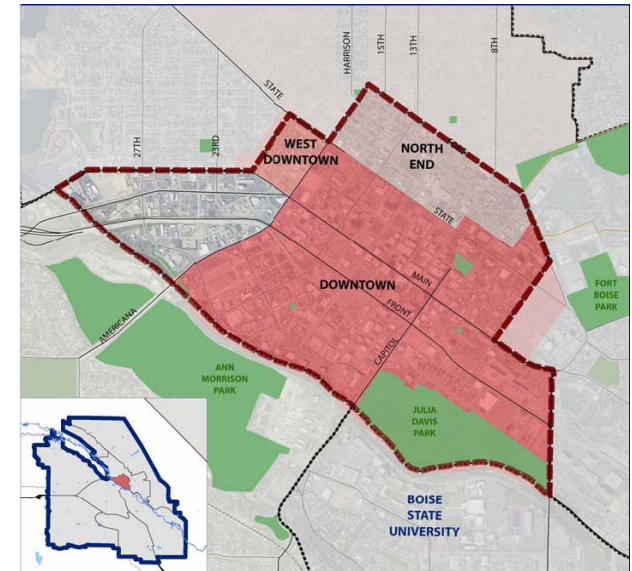 HARRISON
15TH
13TH
8TH
STATE
27TH
23RD
WEST
DOWNTOWN
NORTH
END
STATE
MAIN
DOWNTOWN
FRONT
CAPITOL
AMERICANA
FORT
BOISE
PARK
ANN
MORRISON
PARK
JULIA
DAVIS
PARK
BOISE
STATE
UNIVERSITY